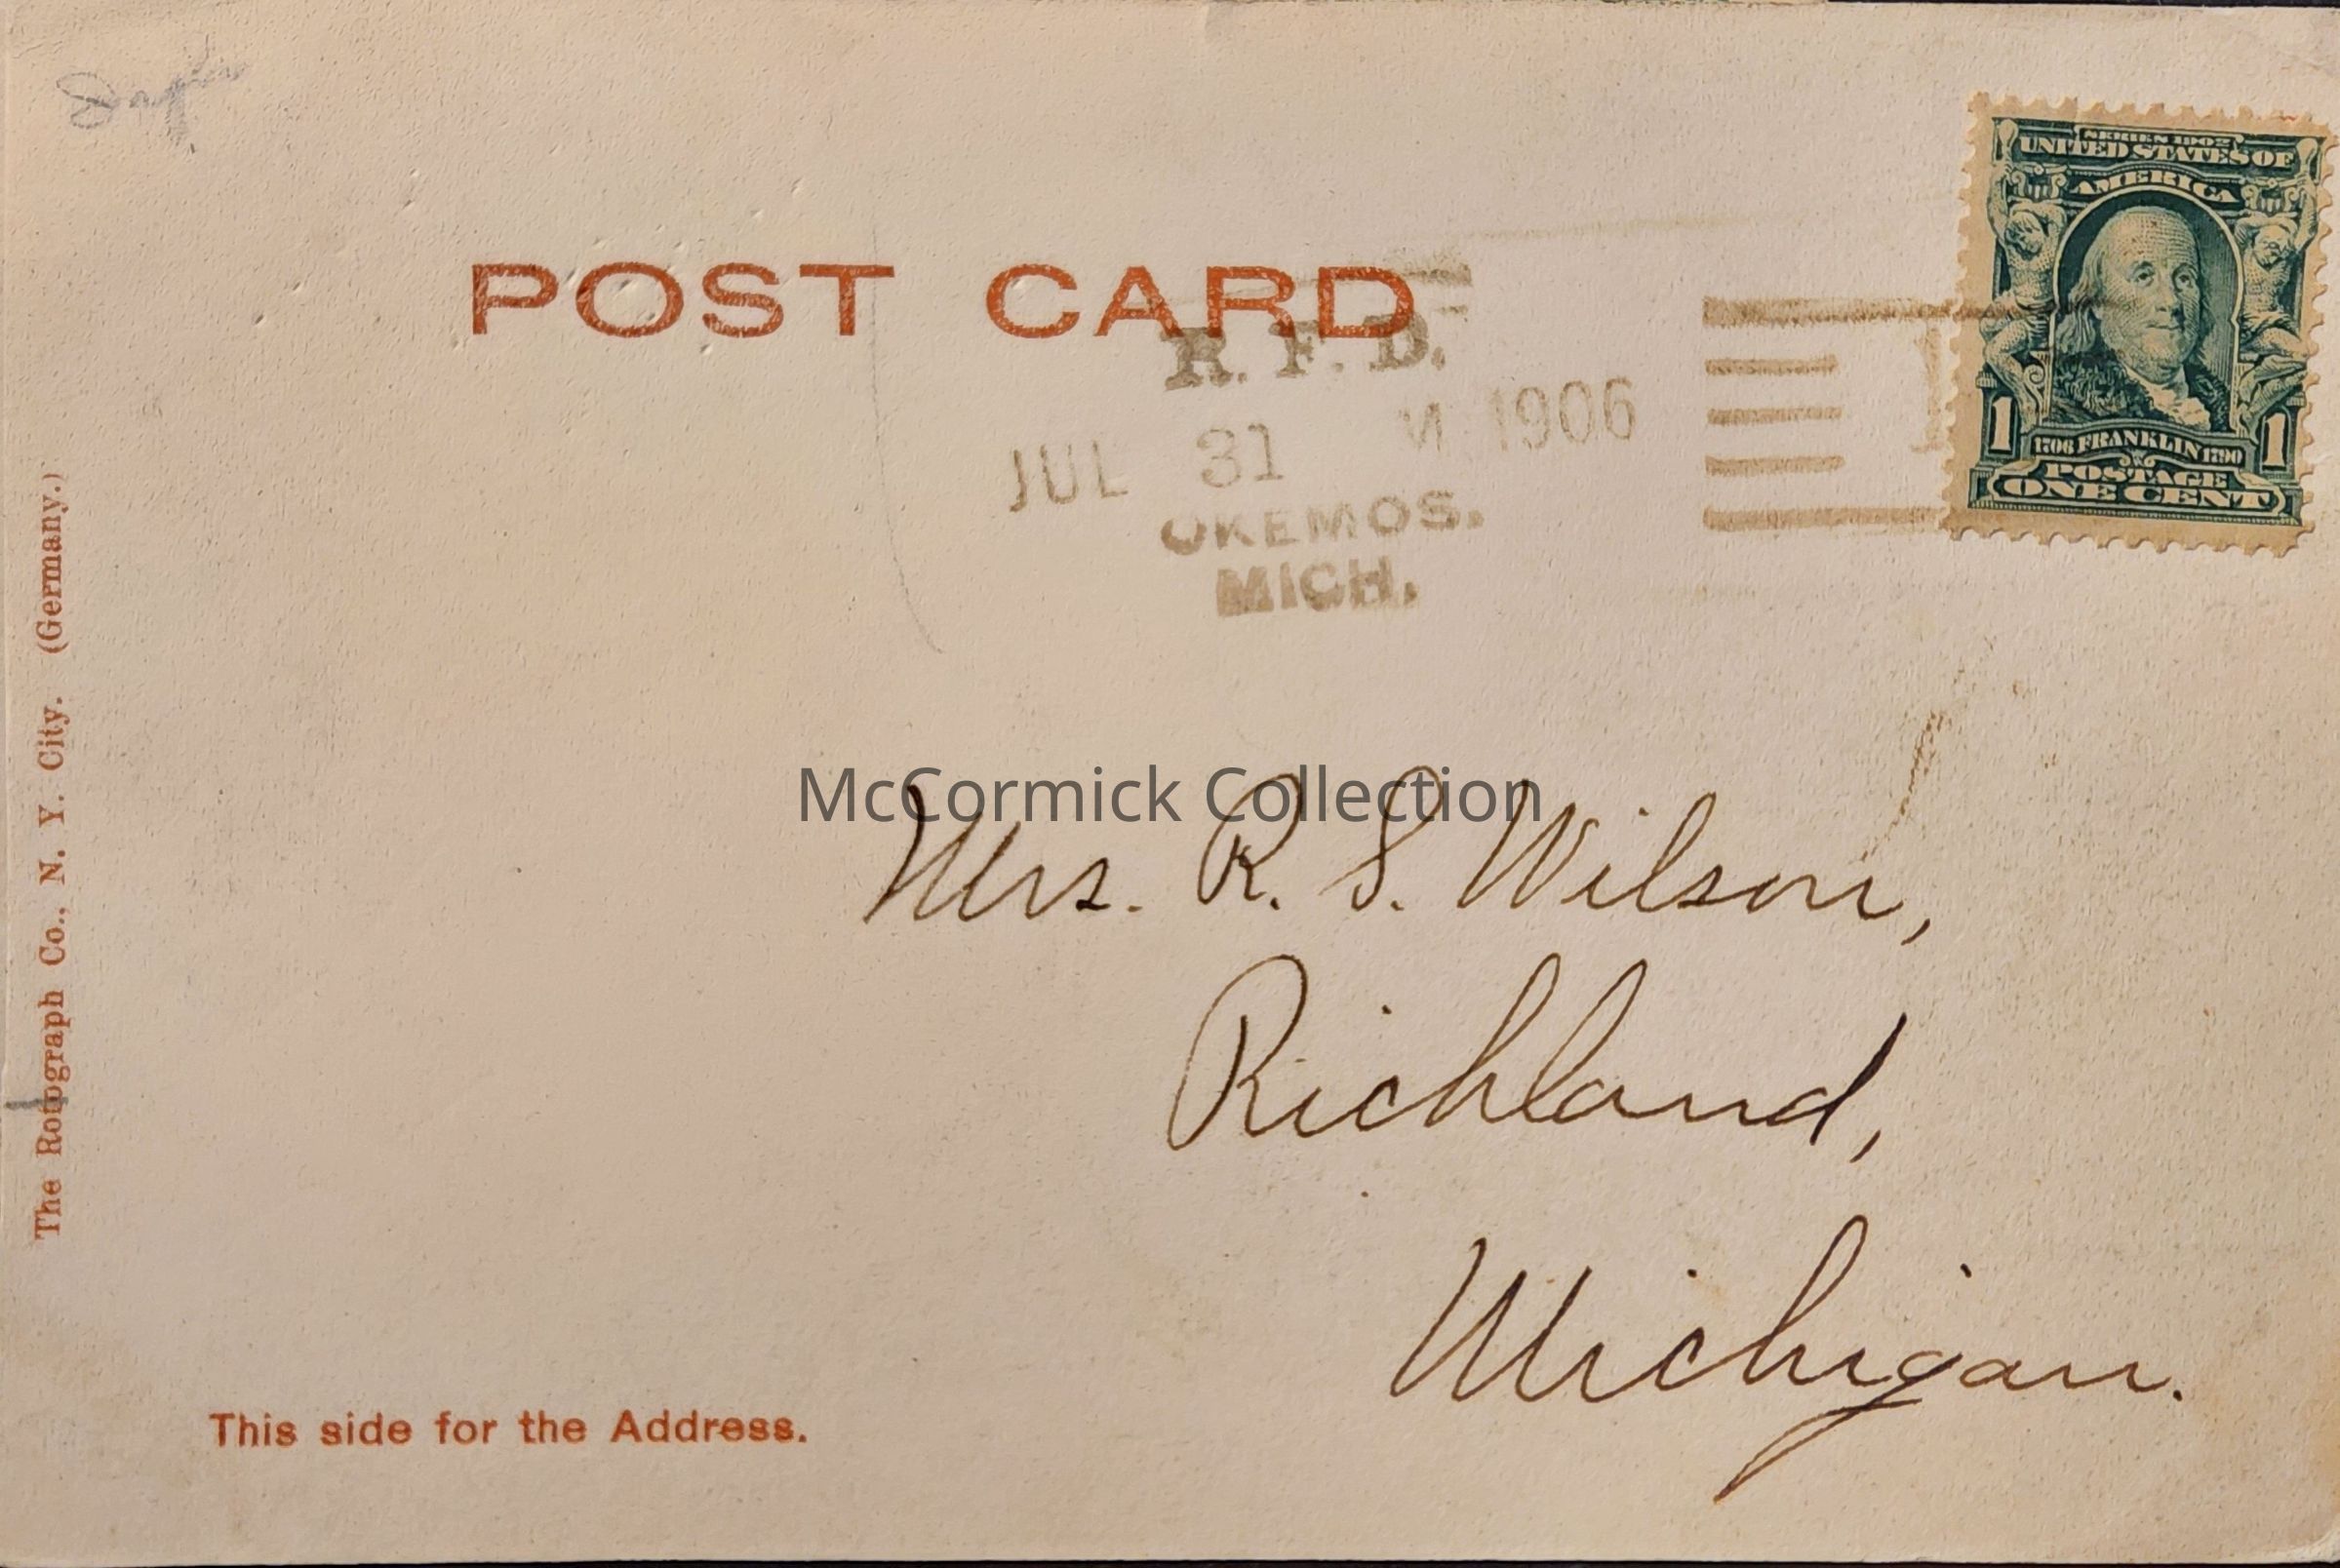 POST CARD
R. F. D.
JUL 31 M 1906
OKEMOS.
MICH.
SERIES 1902
UNITED STATES OF
AMERICA
1 1706 FRANKLIN 1790 1
POSTAGE
ONE CENT
McCormick Collection
Mrs. R. S. Wilson,
Richland,
Michigan.
The Rotograph Co., N. Y. City. (Germany.)
This side for the Address.